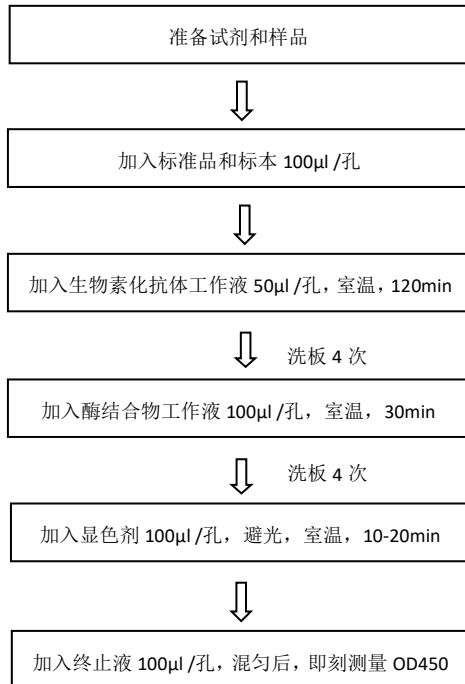 准备试剂和样品
加入标准品和标本 100μl /孔
加入生物素化抗体工作液 50μl /孔，室温，120min
洗板 4 次
加入酶结合物工作液 100μl /孔，室温，30min
洗板 4 次
加入显色剂 100μl /孔，避光，室温，10-20min
加入终止液 100μl /孔，混匀后，即刻测量 OD450